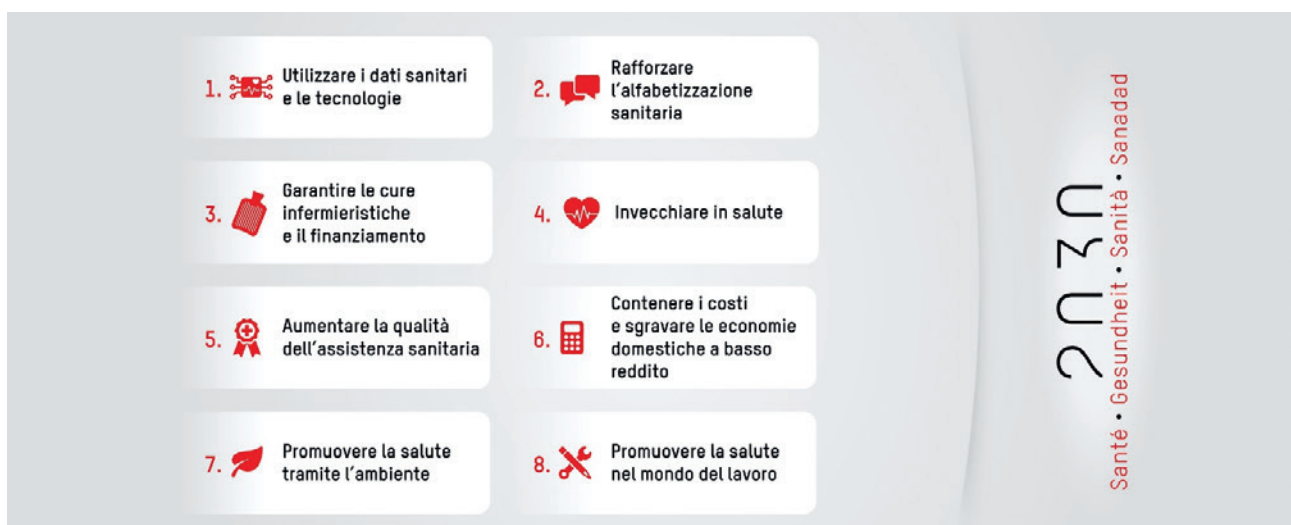 1. Utilizzare i dati sanitari
e le tecnologie
2. Rafforzare
l'alfabetizzazione
sanitaria
3. Garantire le cure
infermieristiche
e il finanziamento
4. Invecchiare in salute
5. Aumentare la qualità
dell'assistenza sanitaria
6. Contenere i costi
e sgravare le economie
domestiche a basso
reddito
7. Promuovere la salute
tramite l'ambiente
8. Promuovere la salute
nel mondo del lavoro
2030
Santé • Gesundheit • Sanità • Sanadad